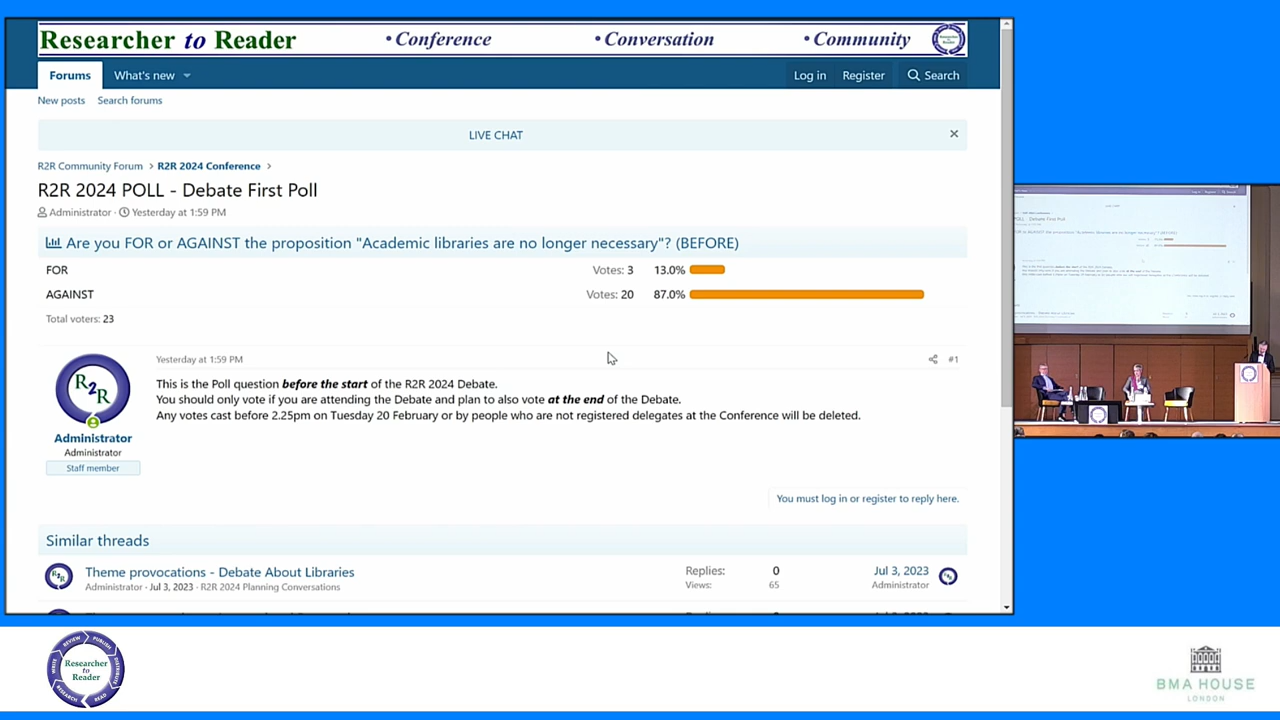 Researcher to Reader
• Conference
• Conversation
• Community
Forums
What's new
Log in
Register
Search
New posts
Search forums
LIVE CHAT
R2R Community Forum > R2R 2024 Conference >
R2R 2024 POLL - Debate First Poll
Administrator · Yesterday at 1:59 PM
Are you FOR or AGAINST the proposition "Academic libraries are no longer necessary"? (BEFORE)
FOR
Votes: 3
13.0%
AGAINST
Votes: 20
87.0%
Total voters: 23
Yesterday at 1:59 PM
#1
R2R
This is the Poll question before the start of the R2R 2024 Debate.
You should only vote if you are attending the Debate and plan to also vote at the end of the Debate.
Any votes cast before 2.25pm on Tuesday 20 February or by people who are not registered delegates at the Conference will be deleted.
Administrator
Administrator
Staff member
You must log in or register to reply here.
Similar threads
R2R
Theme provocations - Debate About Libraries
Administrator · Jul 3, 2023 · R2R 2024 Planning Conversations
Replies: 0
Views: 65
Jul 3, 2023
Administrator
REVIEW
PUBLISH
DISTRIBUTE
READ
RESEARCH
WRITE
Researcher
to
Reader
BMA HOUSE
LONDON